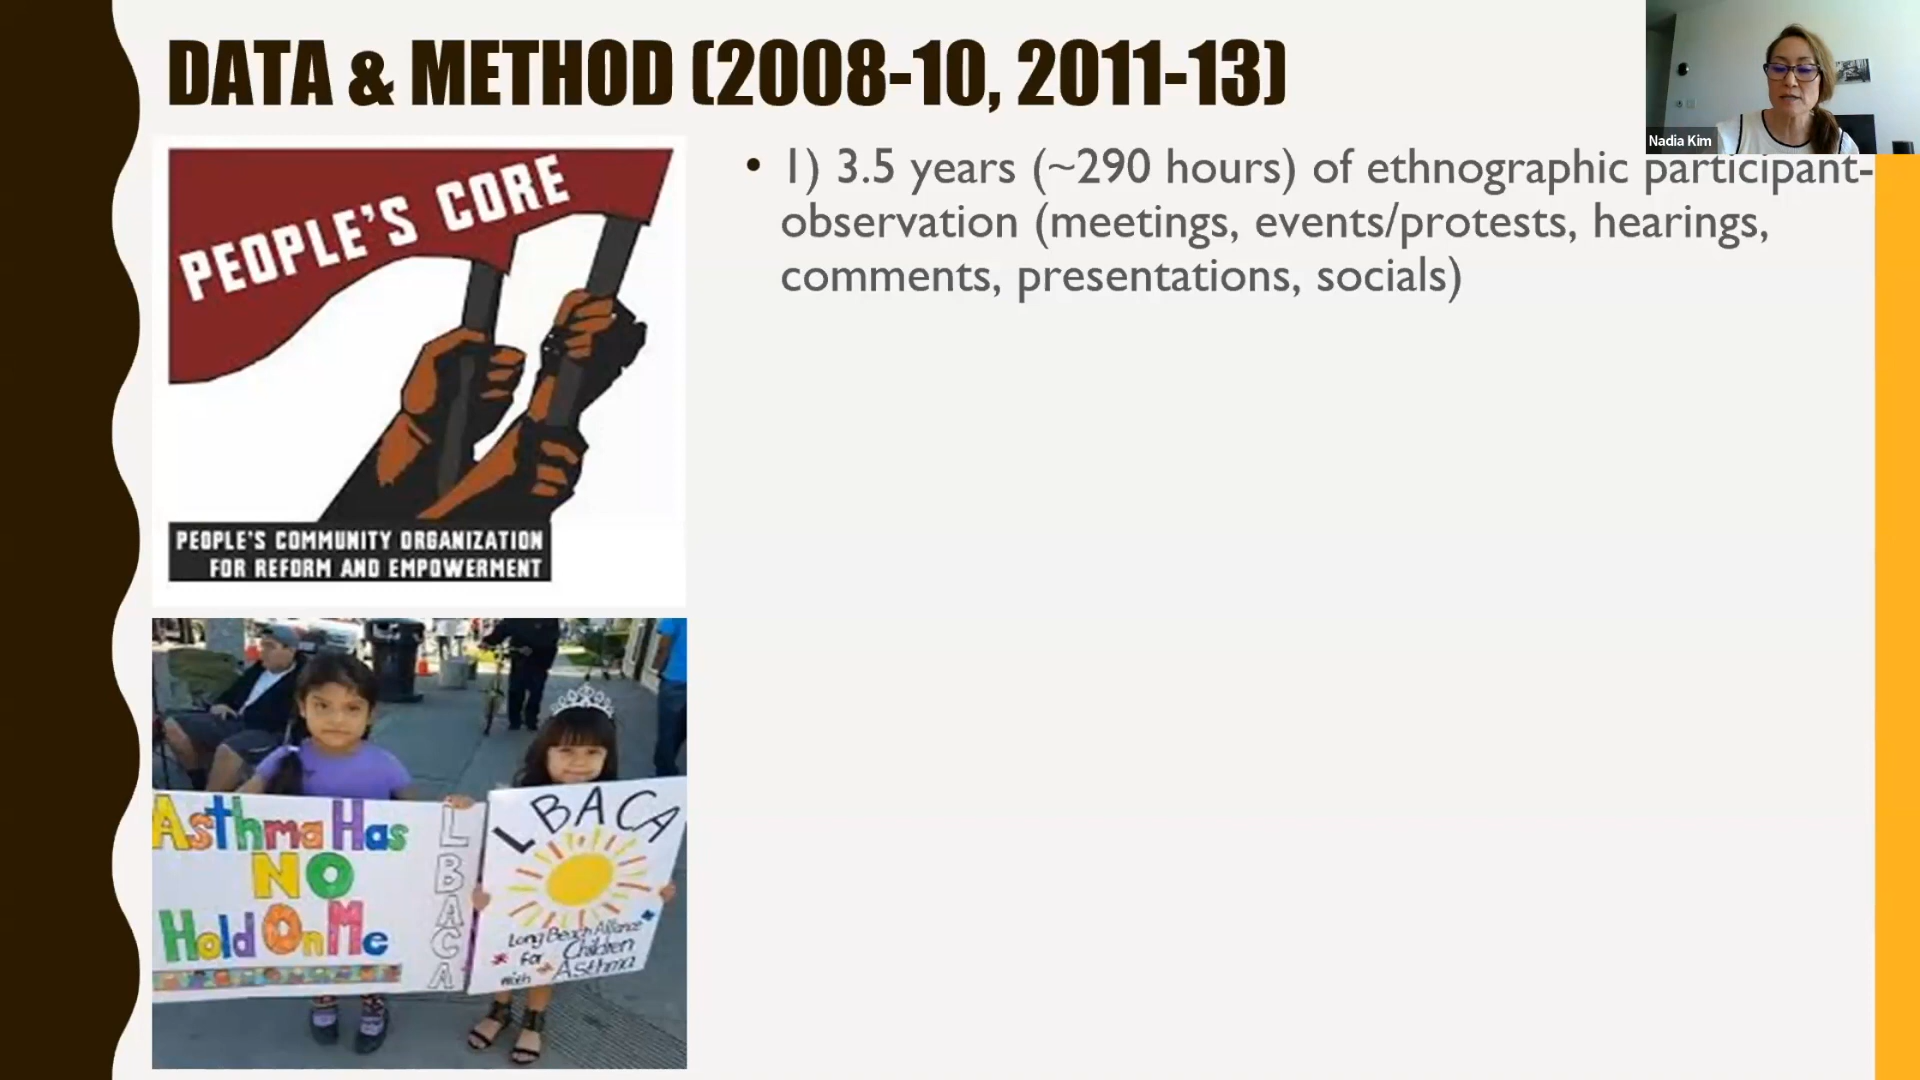 DATA & METHOD (2008-10, 2011-13)
Nadia Kim
• 1) 3.5 years (~290 hours) of ethnographic participant-
observation (meetings, events/protests, hearings,
comments, presentations, socials)
PEOPLE'S CORE
PEOPLE'S COMMUNITY ORGANIZATION
FOR REFORM AND EMPOWERMENT
Asthma Has
NO
Hold On Me
LBACA
LBACA
Long Beach Alliance
for Children
with Asthma